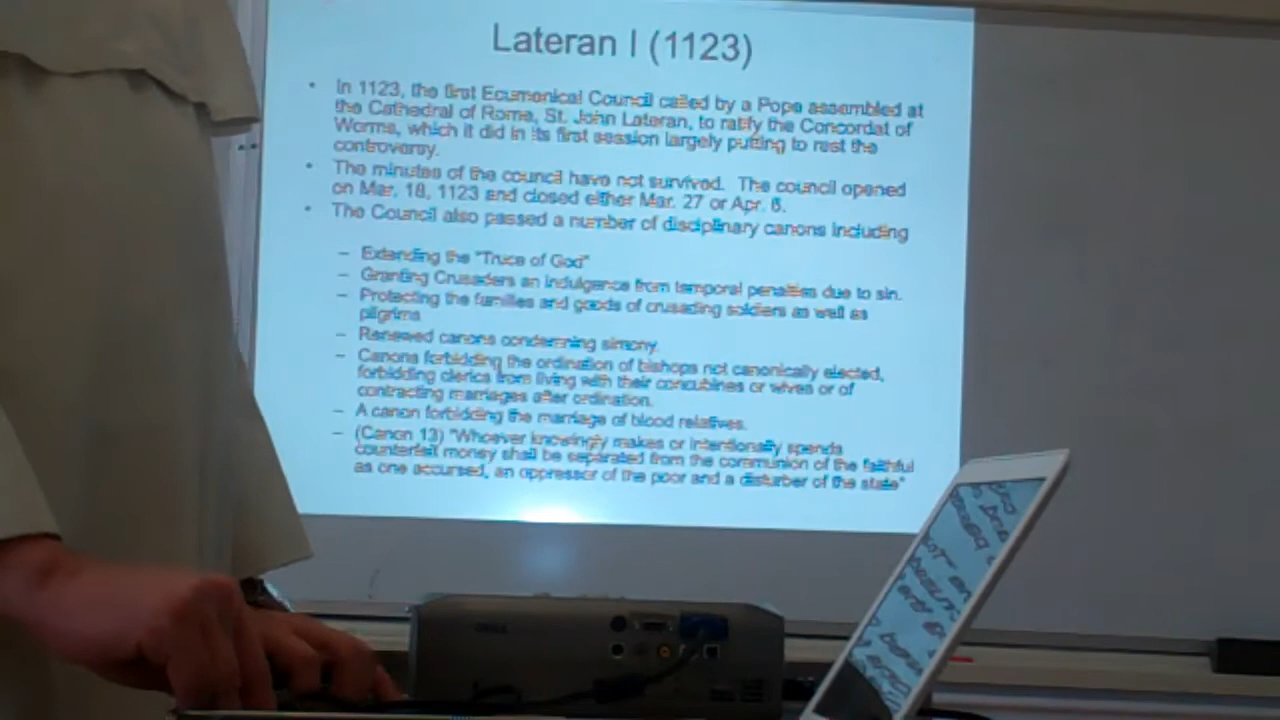 Lateran I (1123)
• In 1123, the first Ecumenical Council called by a Pope assembled at
the Cathedral of Rome, St. John Lateran, to ratify the Concordat of
Worms, which it did in its first session largely putting to rest the
controversy.
• The minutes of the council have not survived. The council opened
on Mar. 18, 1123 and closed either Mar. 27 or Apr. 6.
• The Council also passed a number of disciplinary canons including
– Extending the "Truce of God"
– Granting Crusaders an indulgence from temporal penalties due to sin.
– Protecting the families and goods of crusading soldiers as well as
pilgrims
– Renewed canons condemning simony.
– Canons forbidding the ordination of bishops not canonically elected,
forbidding clerics from living with their concubines or wives or of
contracting marriages after ordination.
– A canon forbidding the marriage of blood relatives.
– (Canon 13) "Whoever knowingly makes or intentionally spends
counterfeit money shall be separated from the communion of the faithful
as one accursed, an oppressor of the poor and a disturber of the state"
DELL